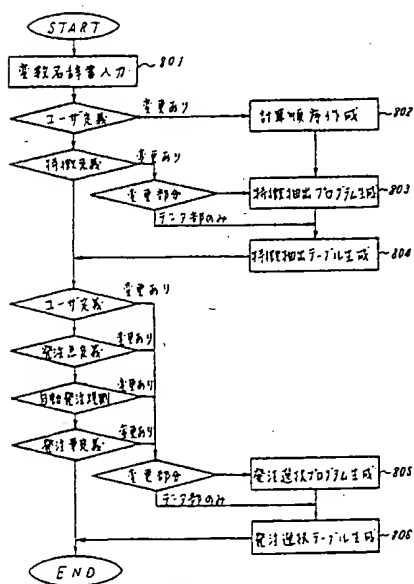 START
変数名辞書入力
801
ユーザ定義
変更あり
計算順序作成
802
特徴定義
変更あり
変更部分
特徴抽出プログラム生成
803
データ部のみ
特徴抽出テーブル生成
804
ユーザ定義
変更あり
発注点定義
変更あり
自動発注規則
変更あり
発注量定義
変更あり
変更部分
発注選択プログラム生成
805
データ部のみ
発注選択テーブル生成
806
END